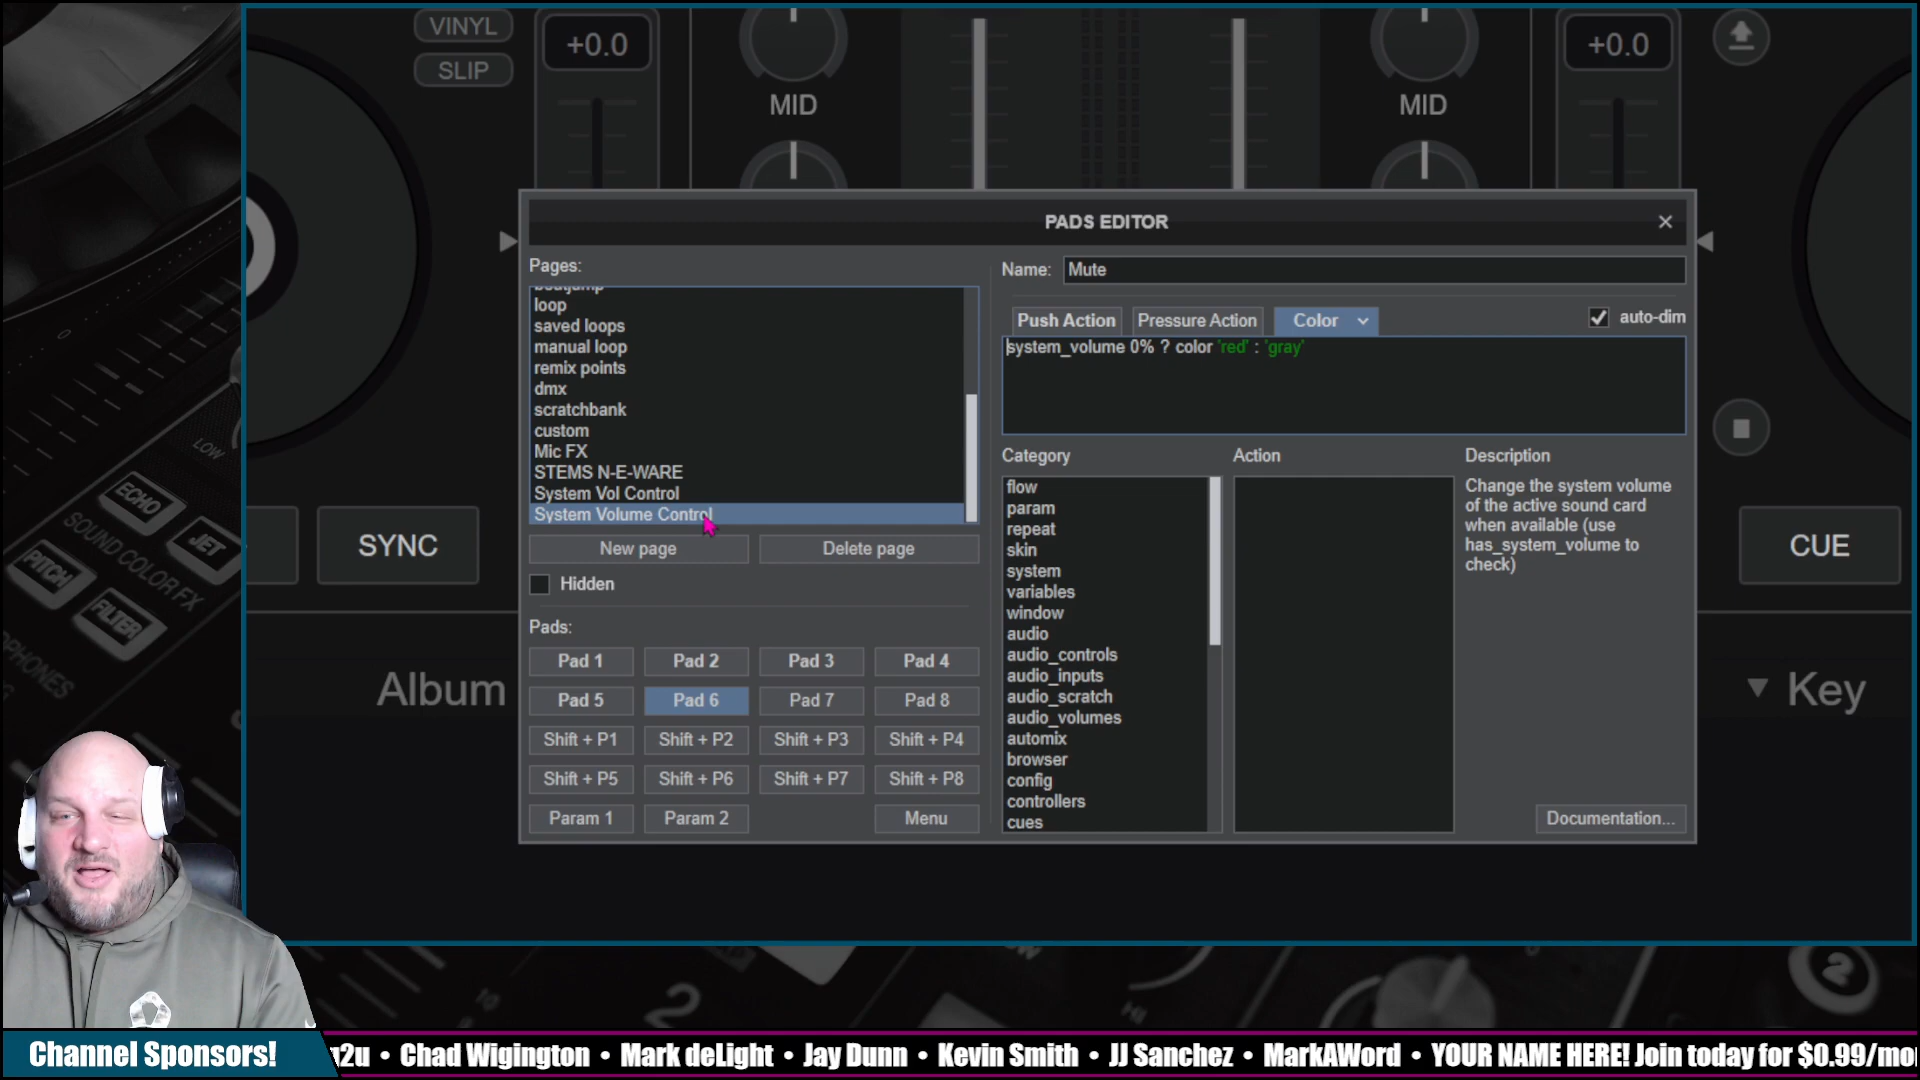 VINYL
SLIP
+0.0
MID
MID
+0.0
PADS EDITOR
Pages:
beatjump
loop
saved loops
manual loop
remix points
dmx
scratchbank
custom
Mic FX
STEMS N-E-WARE
System Vol Control
System Volume Control
New page
Delete page
Hidden
Pads:
Pad 1
Pad 2
Pad 3
Pad 4
Pad 5
Pad 6
Pad 7
Pad 8
Shift + P1
Shift + P2
Shift + P3
Shift + P4
Shift + P5
Shift + P6
Shift + P7
Shift + P8
Param 1
Param 2
Menu
Name: Mute
Push Action
Pressure Action
Color
auto-dim
system_volume 0% ? color 'red' : 'gray'
Category
Action
Description
flow
param
repeat
skin
system
variables
window
audio
audio_controls
audio_inputs
audio_scratch
audio_volumes
automix
browser
config
controllers
cues
Change the system volume
of the active sound card
when available (use
has_system_volume to
check)
Documentation...
SYNC
CUE
Album
Key
LOW
ECHO
JET
PITCH
FILTER
SOUND COLOR FX
10
2
HI
2
Channel Sponsors!
q2u • Chad Wigington • Mark deLight • Jay Dunn • Kevin Smith • JJ Sanchez • MarkAWord • YOUR NAME HERE! Join today for $0.99/mo